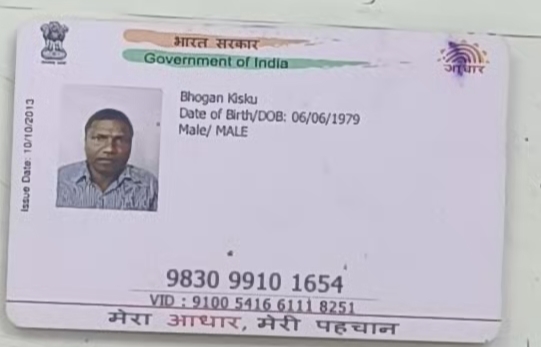 भारत सरकार
Government of India
आधार
Issue Date: 10/10/2013
Bhogan Kisku
Date of Birth/DOB: 06/06/1979
Male/ MALE
9830 9910 1654
VID : 9100 5416 6111 8251
मेरा आधार, मेरी पहचान